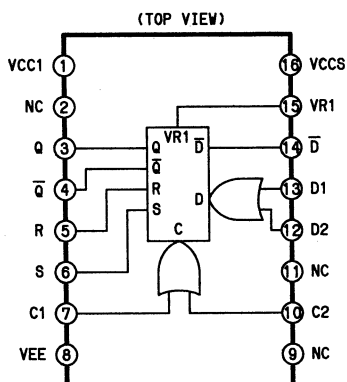 (TOP VIEW)
VCC1 1 16 VCCS
NC 2 15 VR1
VR1
Q 3 Q D̅ 14 D̅
Q̅ 4 Q̅
R D 13 D1
S
R 5 C 12 D2
S 6 11 NC
C1 7 10 C2
VEE 8 9 NC